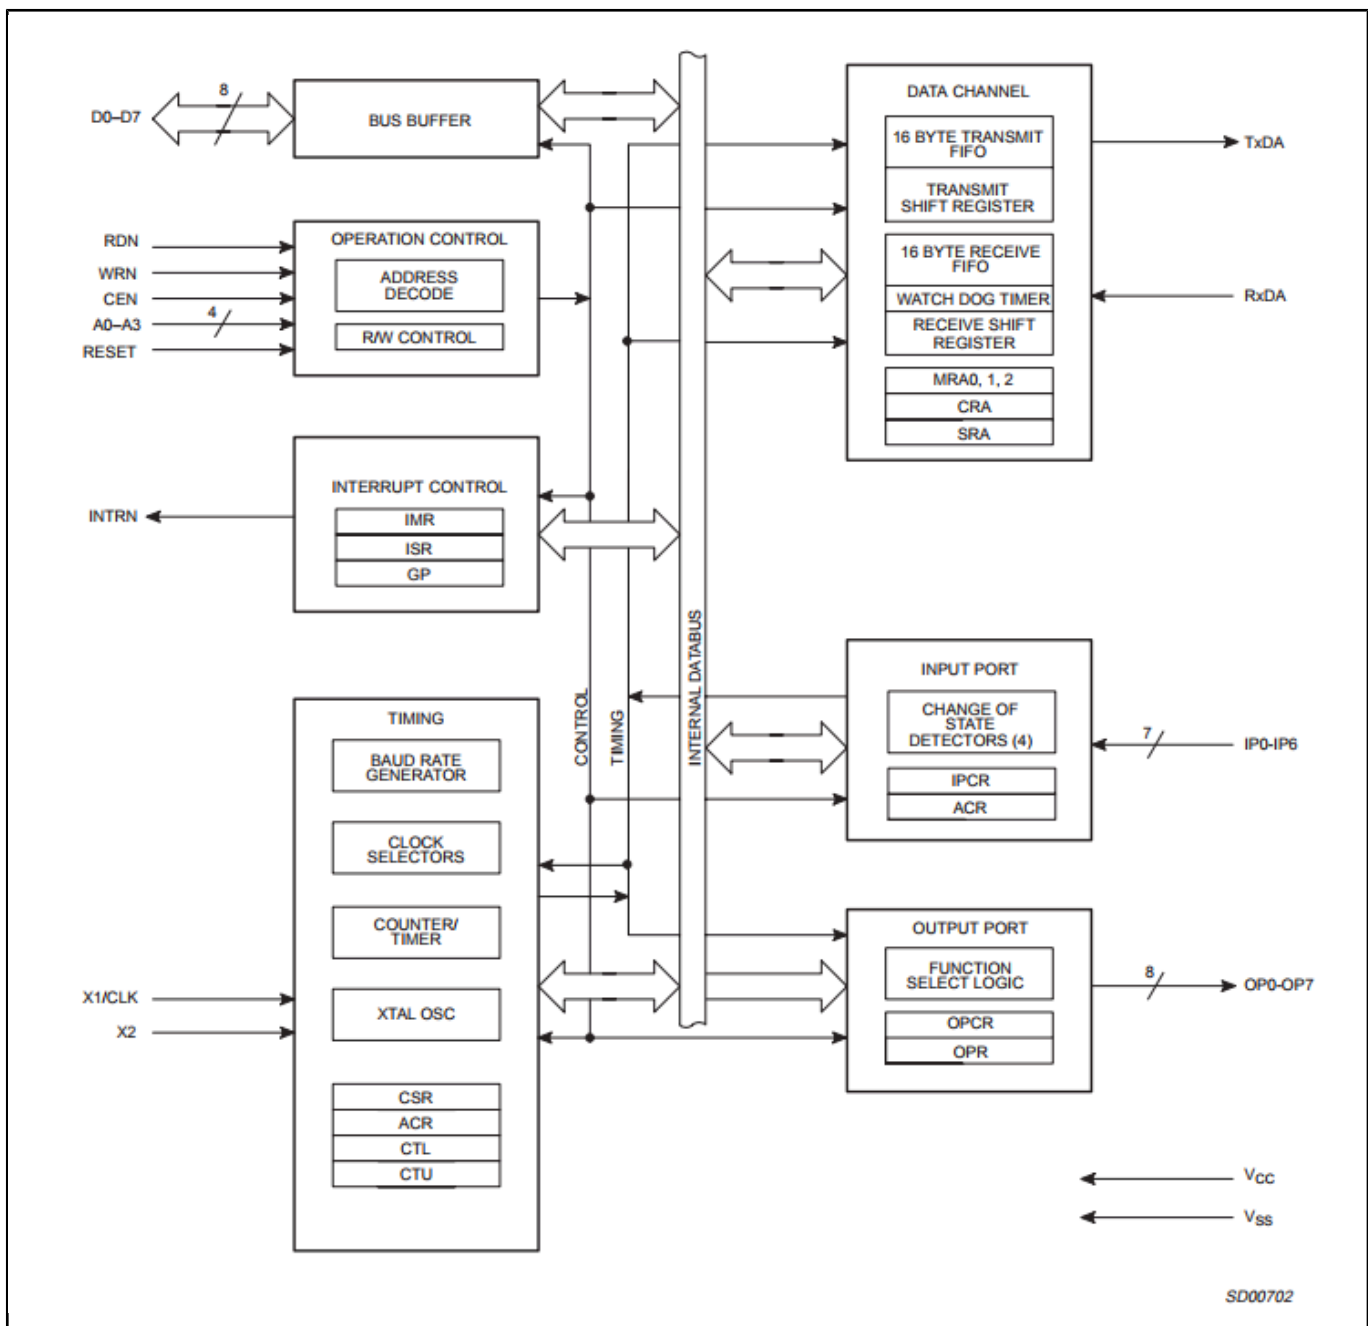 D0–D7
8
BUS BUFFER
RDN
WRN
CEN
A0–A3
4
RESET
OPERATION CONTROL
ADDRESS
DECODE
R/W CONTROL
INTRN
INTERRUPT CONTROL
IMR
ISR
GP
TIMING
BAUD RATE
GENERATOR
CLOCK
SELECTORS
COUNTER/
TIMER
X1/CLK
X2
XTAL OSC
CSR
ACR
CTL
CTU
CONTROL
TIMING
INTERNAL DATABUS
DATA CHANNEL
16 BYTE TRANSMIT
FIFO
TRANSMIT
SHIFT REGISTER
16 BYTE RECEIVE
FIFO
WATCH DOG TIMER
RECEIVE SHIFT
REGISTER
MRA0, 1, 2
CRA
SRA
TxDA
RxDA
INPUT PORT
CHANGE OF
STATE
DETECTORS (4)
IPCR
ACR
7
IP0-IP6
OUTPUT PORT
FUNCTION
SELECT LOGIC
OPCR
OPR
8
OP0-OP7
VCC
VSS
SD00702